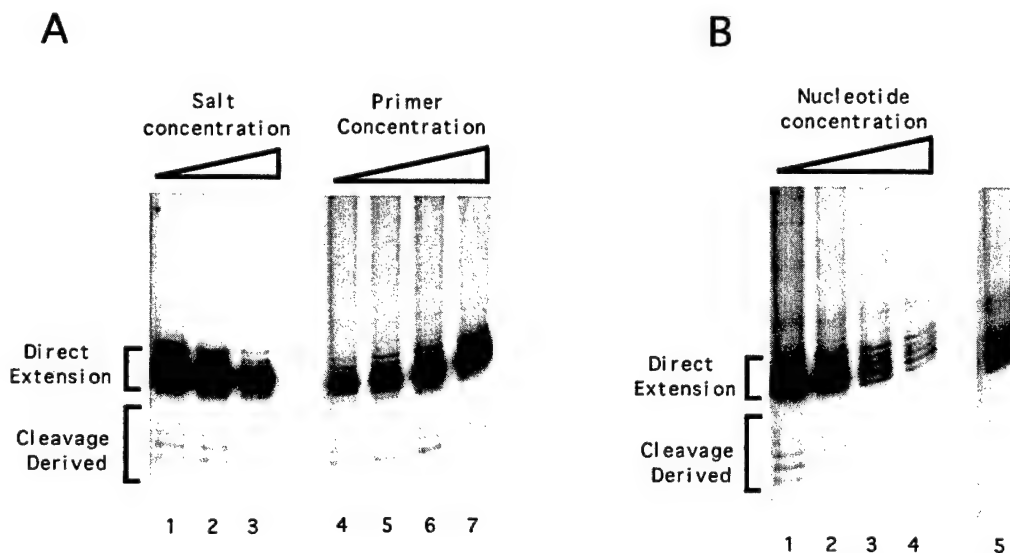 A
Salt
concentration
Primer
Concentration
Direct
Extension
Cleavage
Derived
1 2 3 4 5 6 7
B
Nucleotide
concentration
Direct
Extension
Cleavage
Derived
1 2 3 4 5